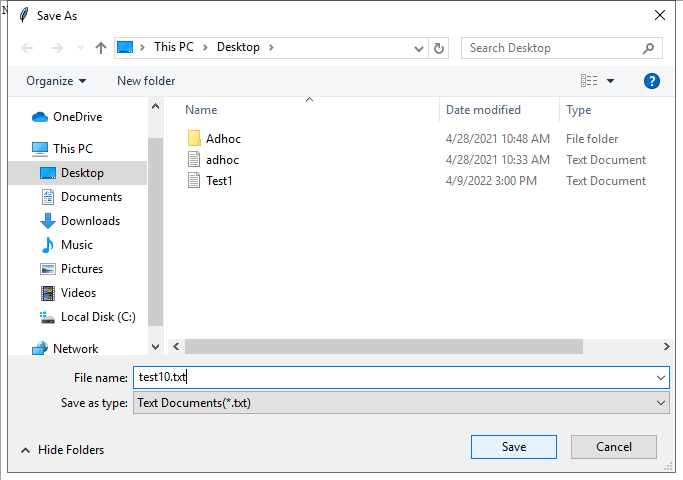 N
Save As
This PC
Desktop
Search Desktop
Organize
New folder
?
Name
Date modified
Type
OneDrive
This PC
Desktop
Documents
Downloads
Music
Pictures
Videos
Local Disk (C:)
Network
Adhoc 4/28/2021 10:48 AM File folder
adhoc 4/28/2021 10:33 AM Text Document
Test1 4/9/2022 3:00 PM Text Document
File name: test10.txt
Save as type: Text Documents(*.txt)
Hide Folders
Save
Cancel